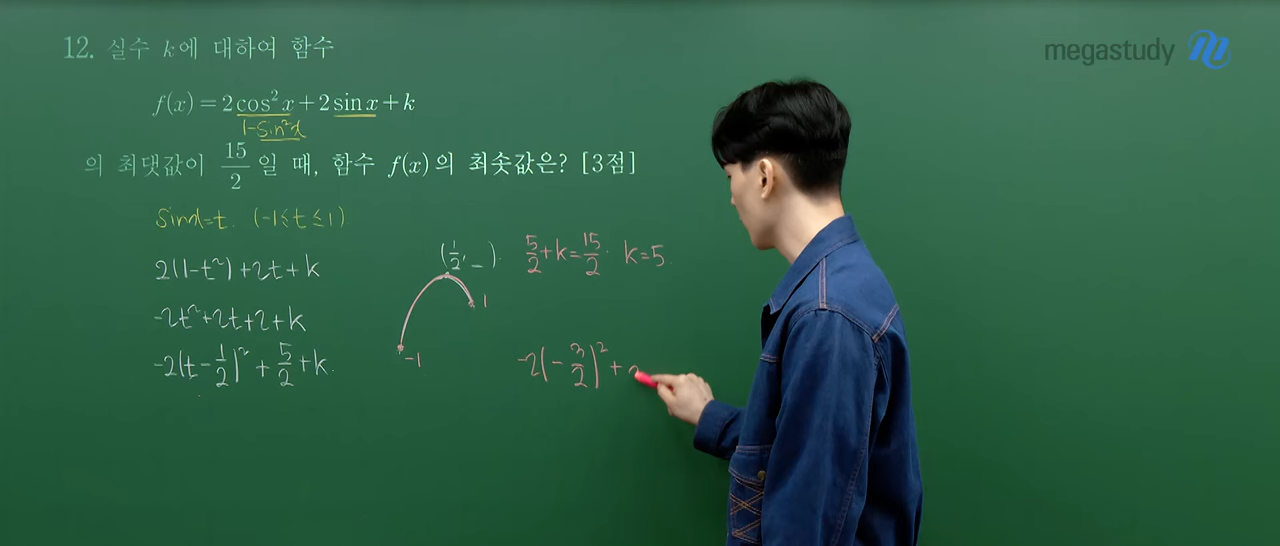 12. 실수 k에 대하여 함수
megastudy
f(x)=2cos²x+2sin x+k
1-sin²x
의 최댓값이 15/2일 때, 함수 f(x)의 최솟값은? [3점]
sinx=t. (-1≤t≤1)
2(1-t²)+2t+k
-2t²+2t+2+k
-2(t-1/2)²+5/2+k.
(1/2, _).
1
-1
5/2+k=15/2. k=5.
-2(-3/2)²+